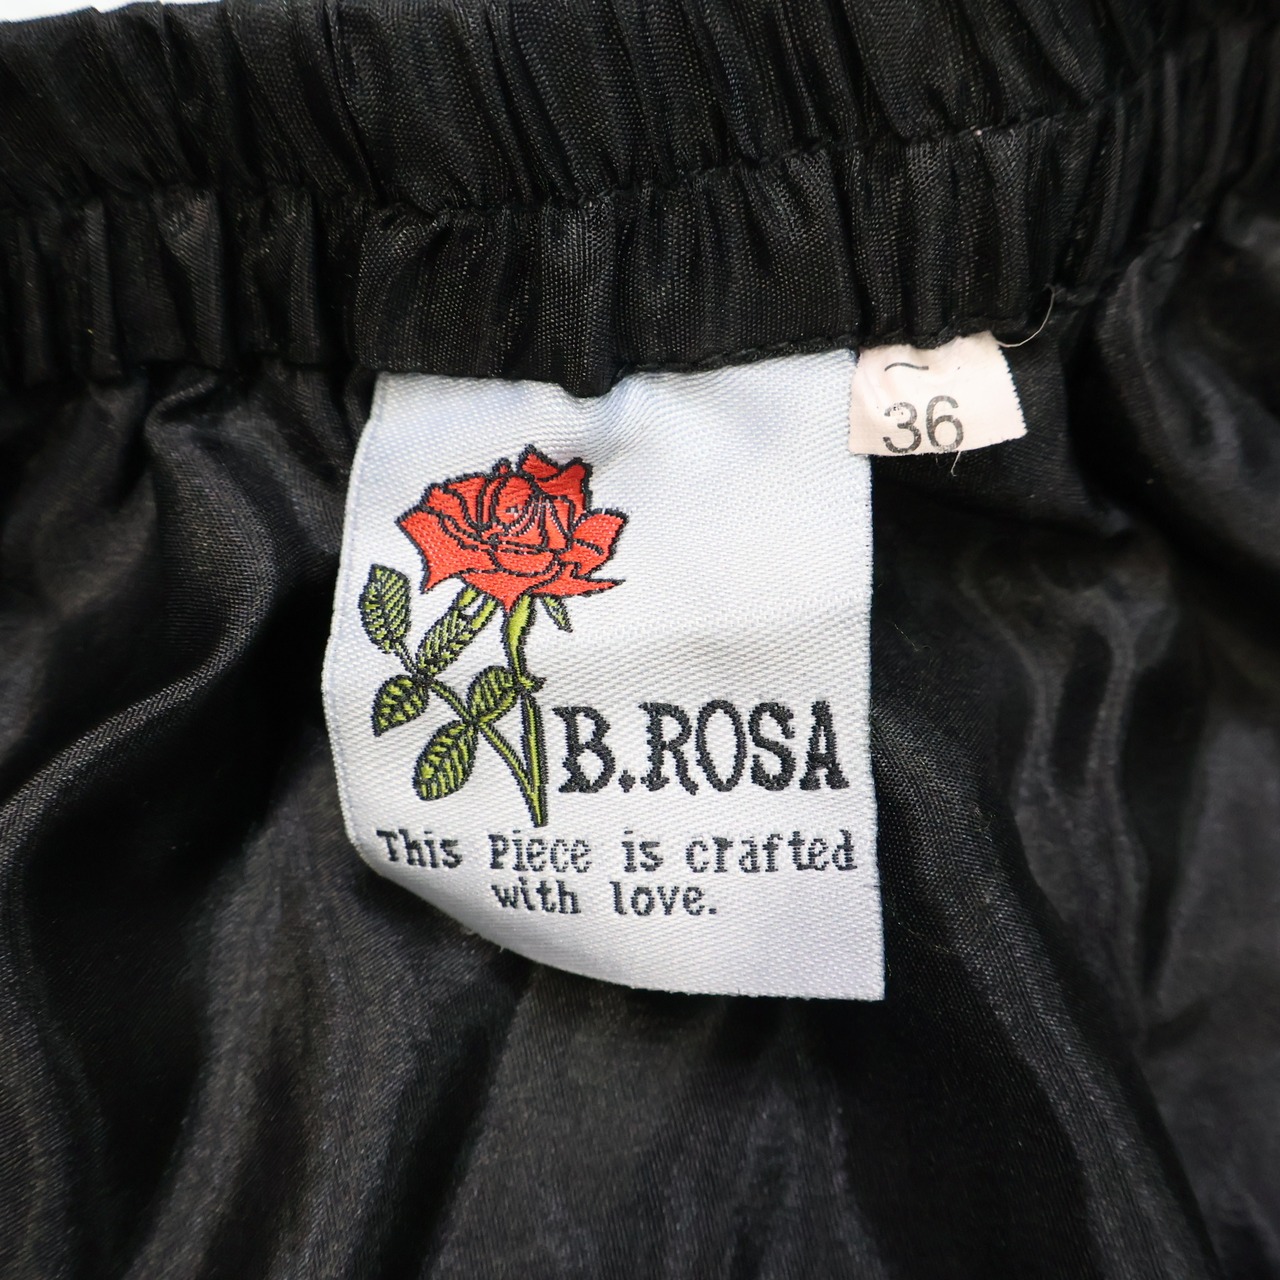 ~
36
B.ROSA
This Piece is crafted
with love.